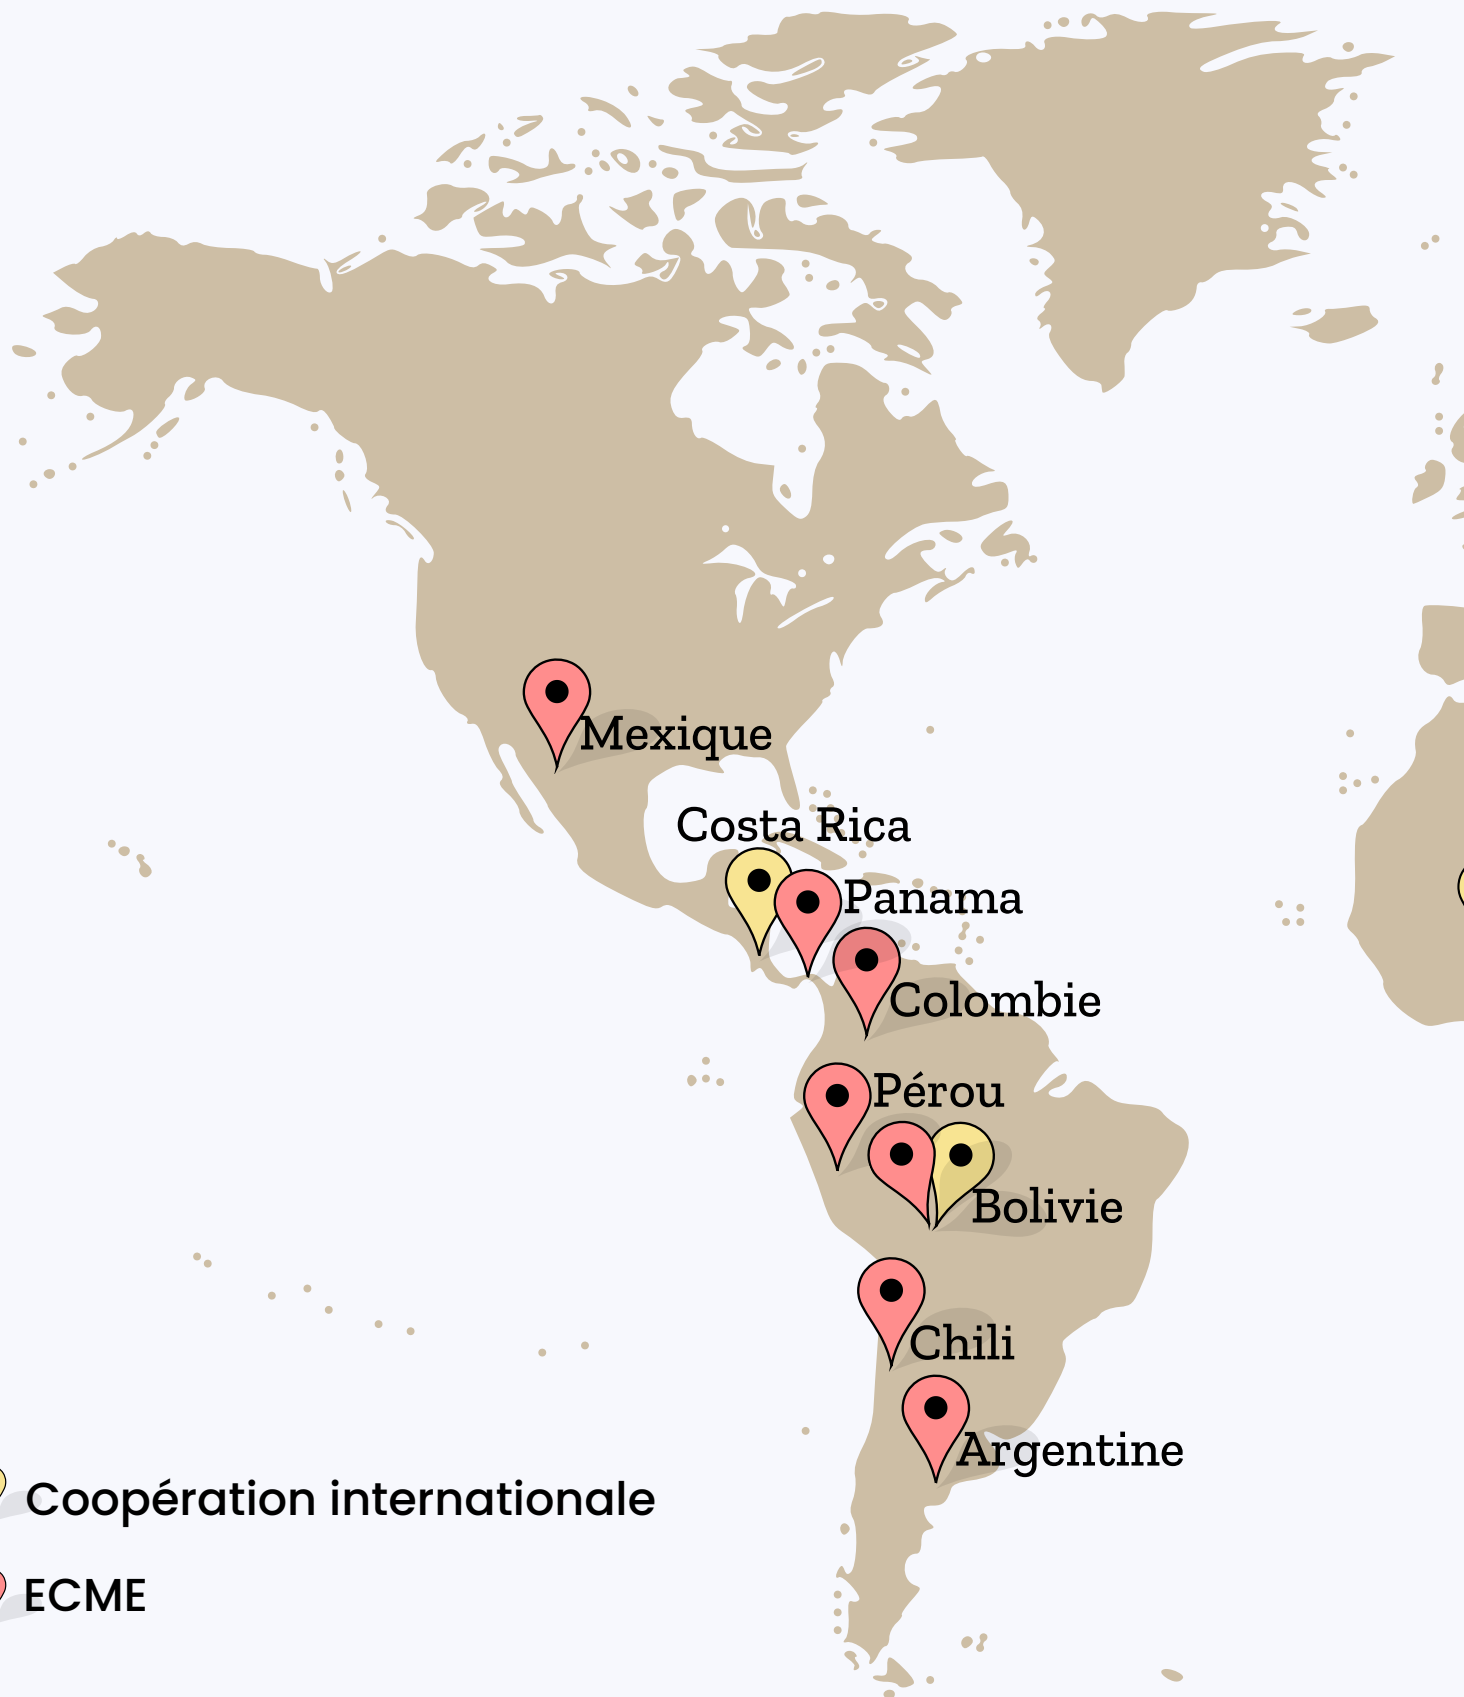 Mexique
Costa Rica
Panama
Colombie
Pérou
Bolivie
Chili
Argentine
Coopération internationale
ECME